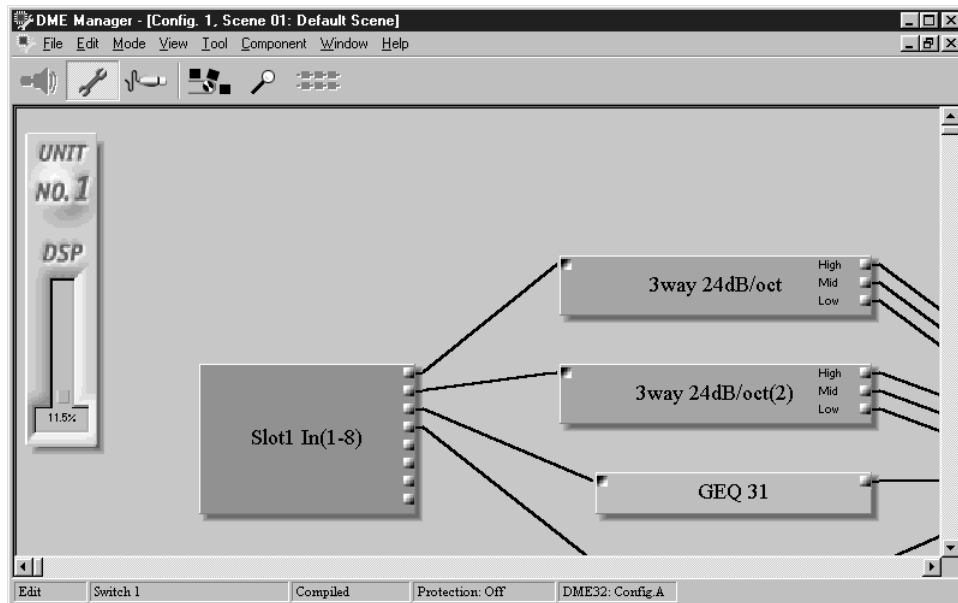 DME Manager - [Config. 1, Scene 01: Default Scene]
File Edit Mode View Tool Component Window Help
UNIT
NO.1
DSP
11.5%
Slot1 In(1-8)
3way 24dB/oct
High
Mid
Low
3way 24dB/oct(2)
High
Mid
Low
GEQ 31
Edit Switch 1 Compiled Protection: Off DME32: Config.A